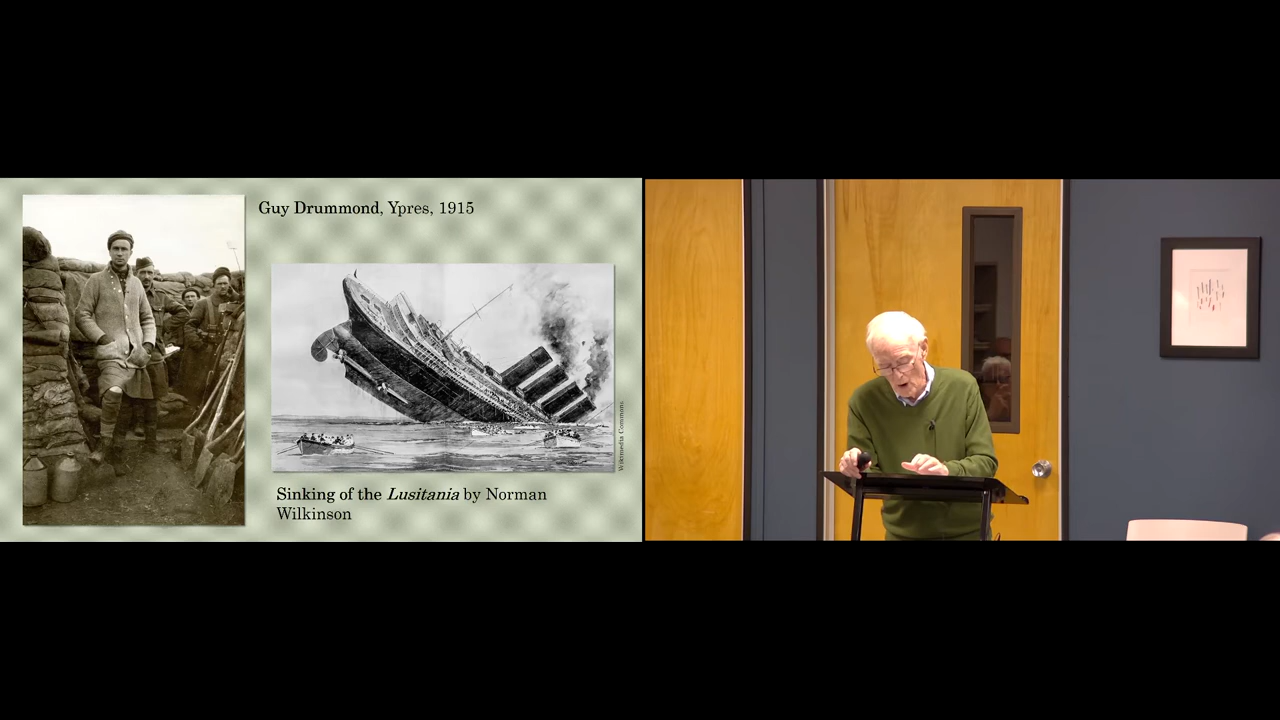 Guy Drummond, Ypres, 1915
Wikimedia Commons
Sinking of the Lusitania by Norman
Wilkinson